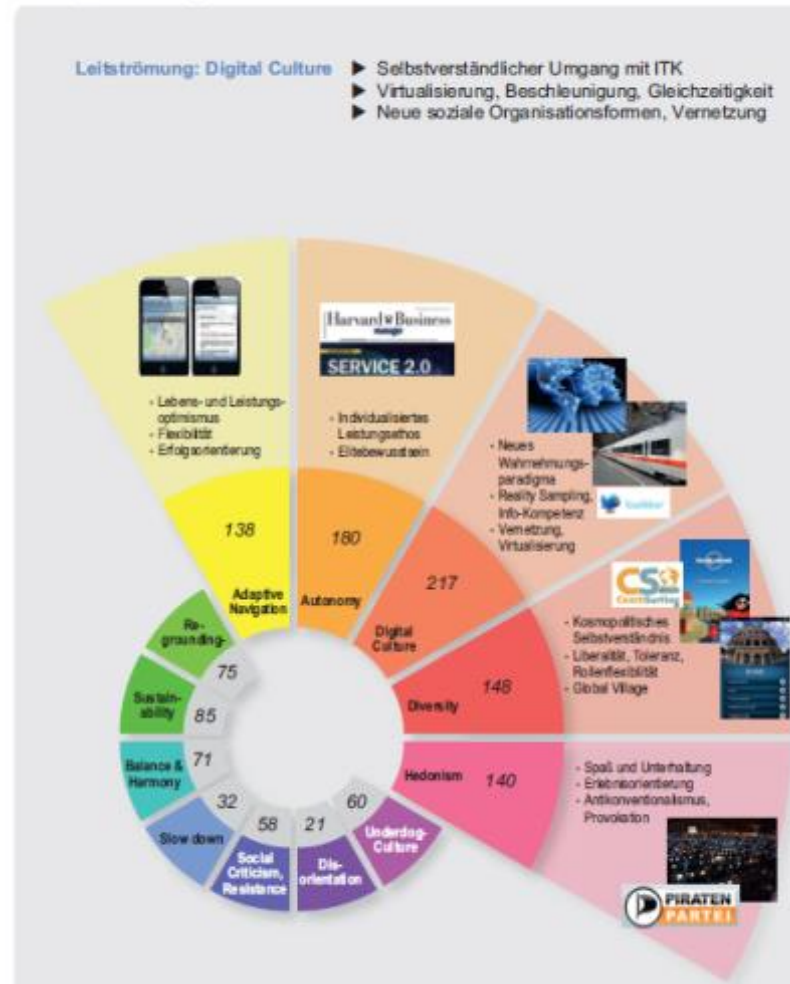 Leitströmung: Digital Culture
▶ Selbstverständlicher Umgang mit ITK
▶ Virtualisierung, Beschleunigung, Gleichzeitigkeit
▶ Neue soziale Organisationsformen, Vernetzung
- Lebens- und Leistungs-
optimismus
- Flexibilität
- Erfolgsorientierung
138
Adaptive
Navigation
Harvard Business
manager
SERVICE 2.0
- Individualisiertes
Leistungsethos
- Elitebewusstsein
180
Autonomy
- Neues
Wahrnehmungs-
paradigma
- Reality Sampling,
Info-Kompetenz
- Vernetzung,
Virtualisierung
twitter
217
Digital
Culture
CS
CouchSurfing
- Kosmopolitisches
Selbstverständnis
- Liberalität, Toleranz,
Rollenflexibilität
- Global Village
148
Diversity
Hedonism
140
- Spaß und Unterhaltung
- Erlebnisorientierung
- Antikonventionalismus,
Provokation
PIRATEN
PARTEI
60
Underdog-
Culture
21
Dis-
orientation
58
Social
Criticism,
Resistance
32
Slow down
71
Balance &
Harmony
85
Sustain-
ability
75
Re-
grounding-